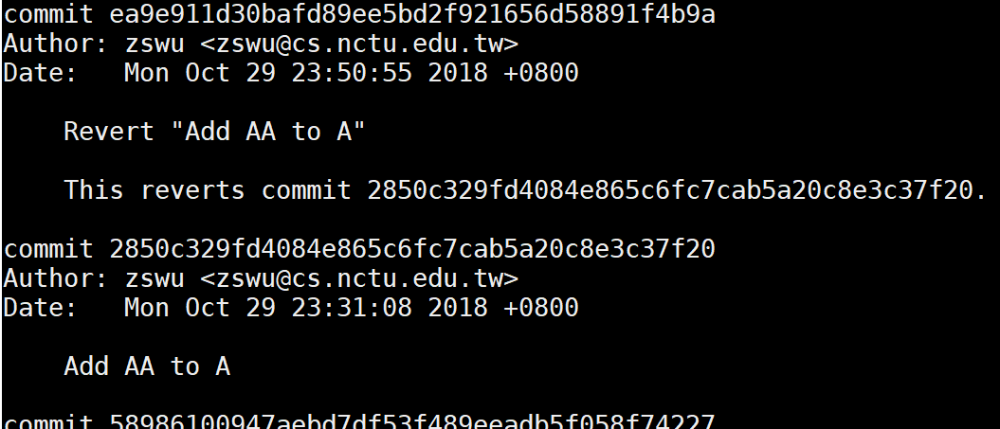 commit ea9e911d30bafd89ee5bd2f921656d58891f4b9a
Author: zswu <zswu@cs.nctu.edu.tw>
Date:   Mon Oct 29 23:50:55 2018 +0800
Revert "Add AA to A"
This reverts commit 2850c329fd4084e865c6fc7cab5a20c8e3c37f20.
commit 2850c329fd4084e865c6fc7cab5a20c8e3c37f20
Author: zswu <zswu@cs.nctu.edu.tw>
Date:   Mon Oct 29 23:31:08 2018 +0800
Add AA to A
commit 58986100947aebd7df53f489eeadb5f058f74227